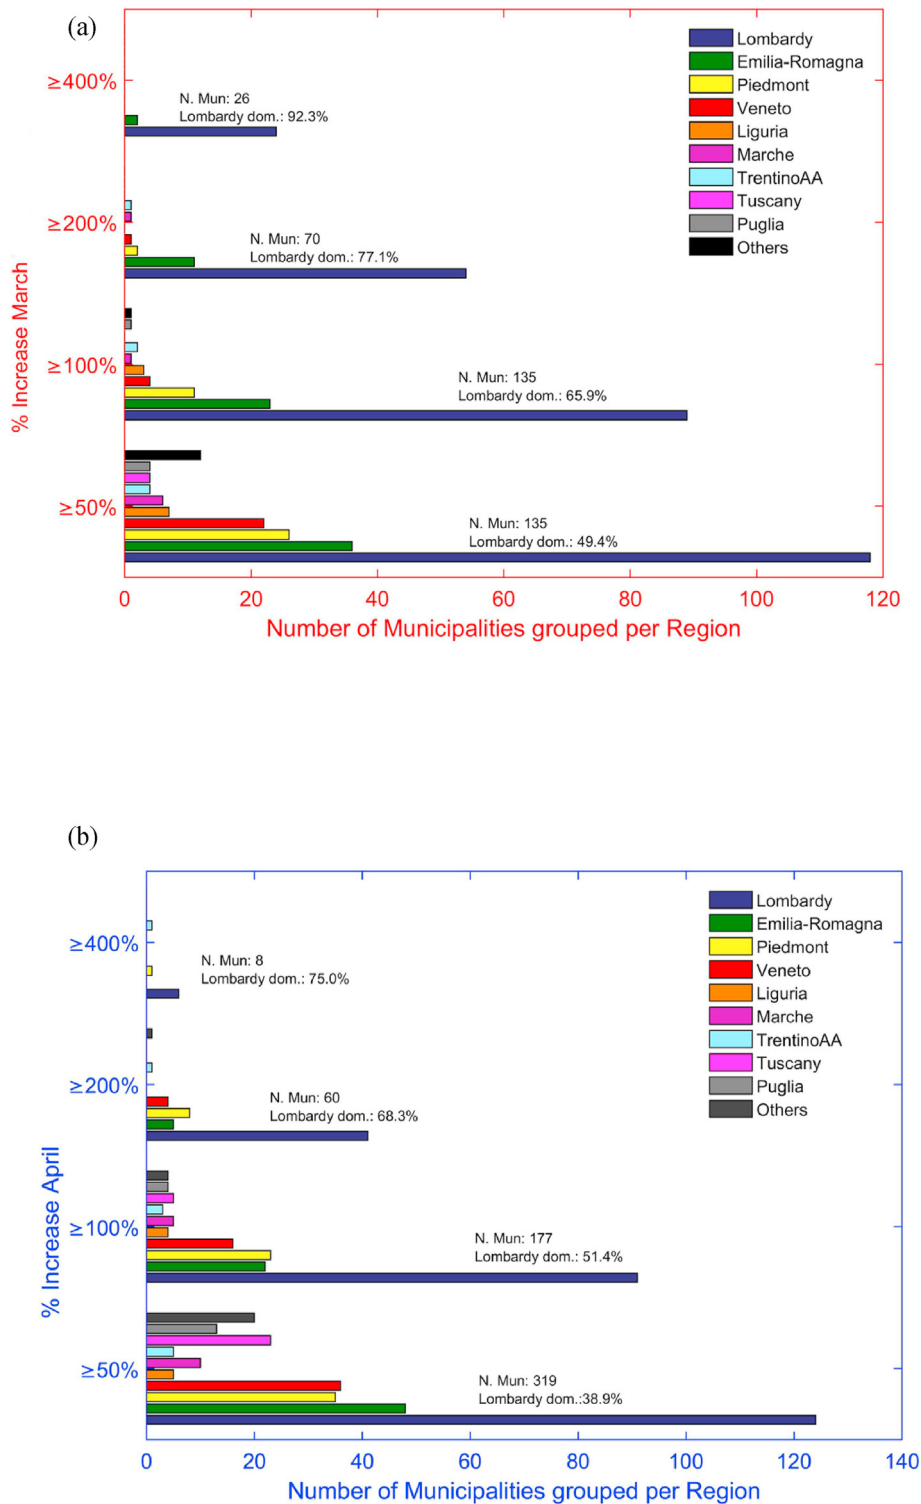 (a)
Lombardy
Emilia-Romagna
Piedmont
Veneto
Liguria
Marche
TrentinoAA
Tuscany
Puglia
Others
≥400%
N. Mun: 26
Lombardy dom.: 92.3%
≥200%
N. Mun: 70
Lombardy dom.: 77.1%
≥100%
N. Mun: 135
Lombardy dom.: 65.9%
≥50%
N. Mun: 135
Lombardy dom.: 49.4%
% Increase March
0 20 40 60 80 100 120
Number of Municipalities grouped per Region
(b)
Lombardy
Emilia-Romagna
Piedmont
Veneto
Liguria
Marche
TrentinoAA
Tuscany
Puglia
Others
≥400%
N. Mun: 8
Lombardy dom.: 75.0%
≥200%
N. Mun: 60
Lombardy dom.: 68.3%
≥100%
N. Mun: 177
Lombardy dom.: 51.4%
≥50%
N. Mun: 319
Lombardy dom.:38.9%
% Increase April
0 20 40 60 80 100 120 140
Number of Municipalities grouped per Region